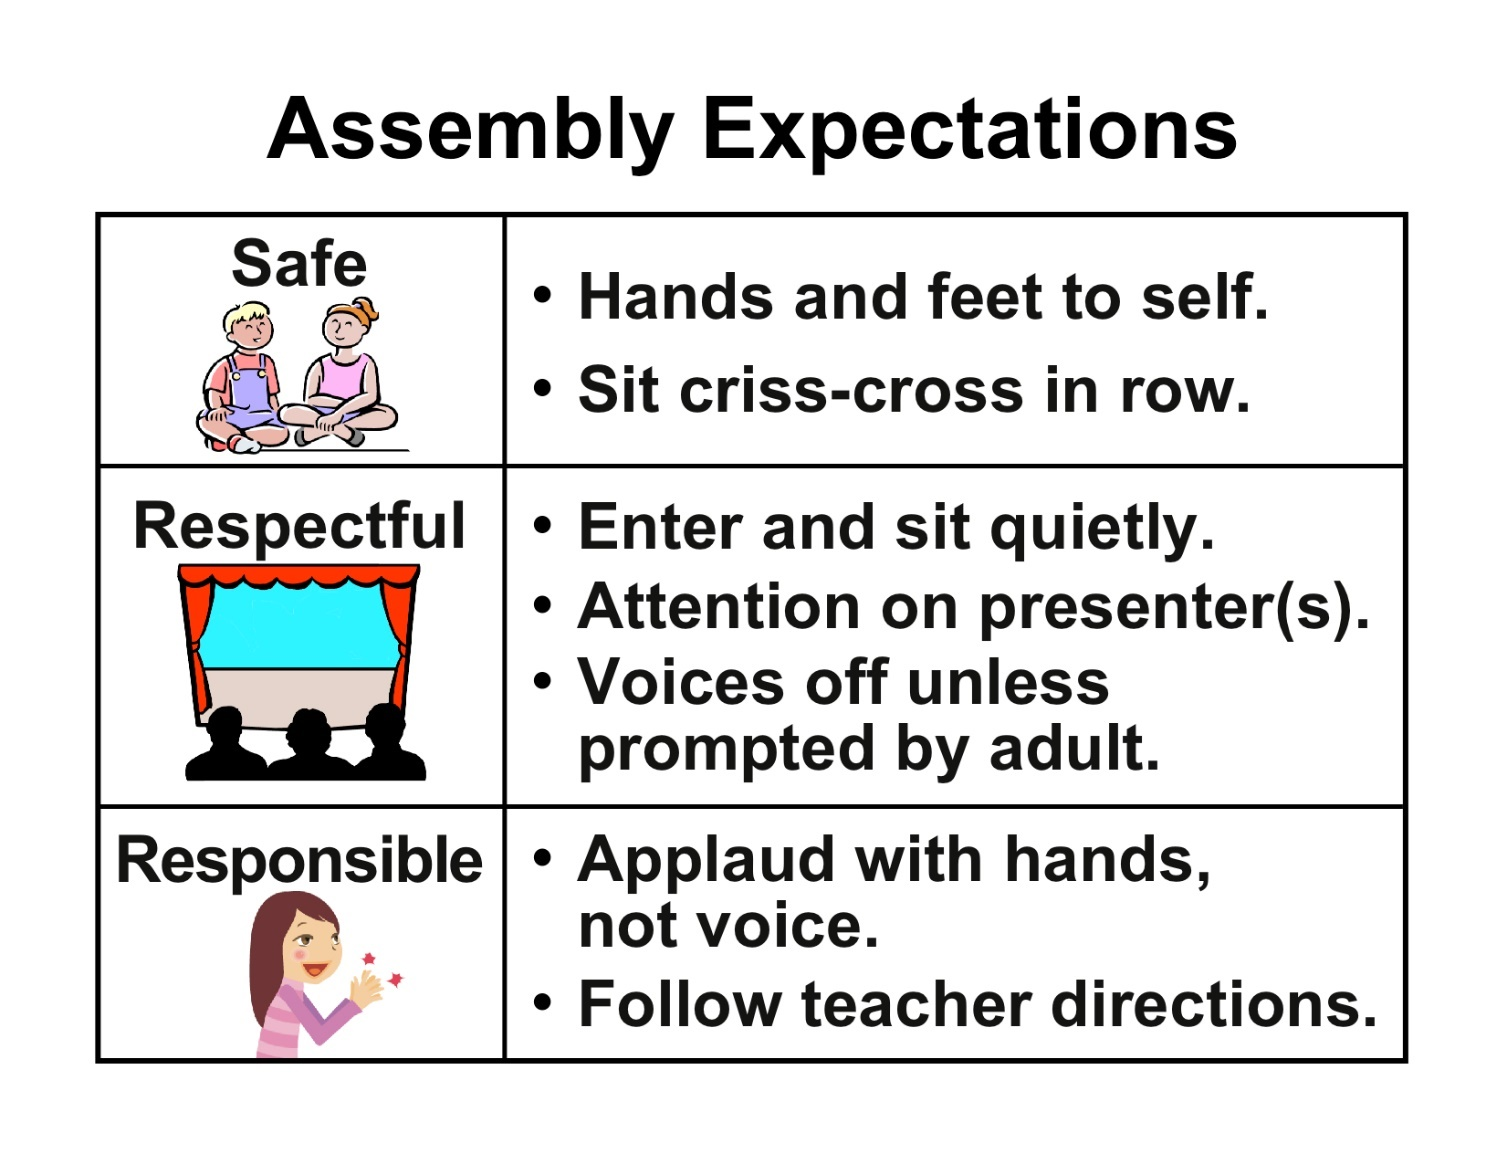 Assembly Expectations
Safe
• Hands and feet to self.
• Sit criss-cross in row.
Respectful
• Enter and sit quietly.
• Attention on presenter(s).
• Voices off unless
prompted by adult.
Responsible
• Applaud with hands,
not voice.
• Follow teacher directions.